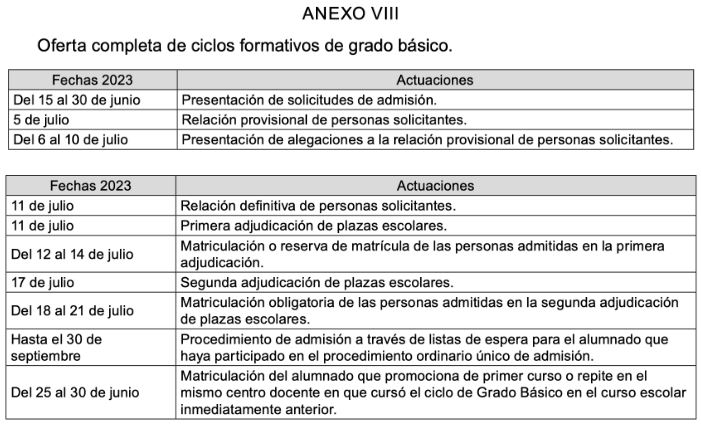 ANEXO VIII
Oferta completa de ciclos formativos de grado básico.
Fechas 2023 Actuaciones
Del 15 al 30 de junio Presentación de solicitudes de admisión.
5 de julio Relación provisional de personas solicitantes.
Del 6 al 10 de julio Presentación de alegaciones a la relación provisional de personas solicitantes.
Fechas 2023 Actuaciones
11 de julio Relación definitiva de personas solicitantes.
11 de julio Primera adjudicación de plazas escolares.
Del 12 al 14 de julio Matriculación o reserva de matrícula de las personas admitidas en la primera
adjudicación.
17 de julio Segunda adjudicación de plazas escolares.
Del 18 al 21 de julio Matriculación obligatoria de las personas admitidas en la segunda adjudicación
de plazas escolares.
Hasta el 30 de
septiembre
Procedimiento de admisión a través de listas de espera para el alumnado que
haya participado en el procedimiento ordinario único de admisión.
Del 25 al 30 de junio
Matriculación del alumnado que promociona de primer curso o repite en el
mismo centro docente en que cursó el ciclo de Grado Básico en el curso escolar
inmediatamente anterior.